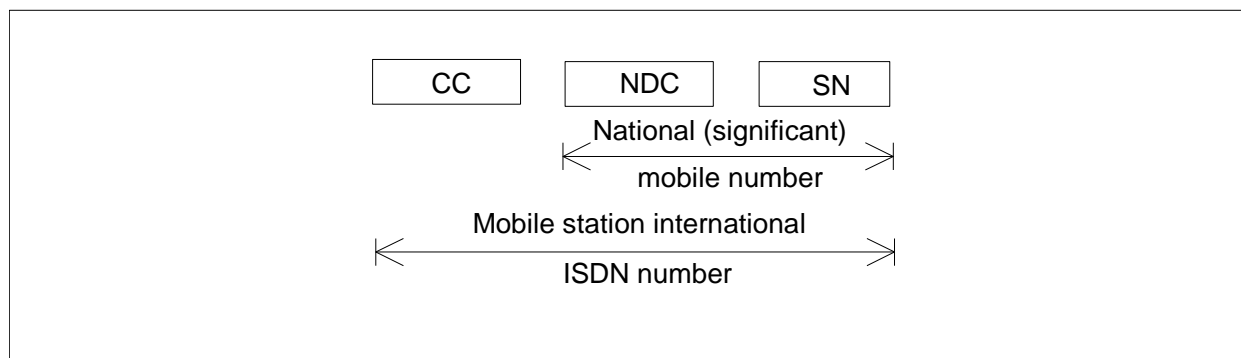 CC NDC SN
National (significant)
mobile number
Mobile station international
ISDN number